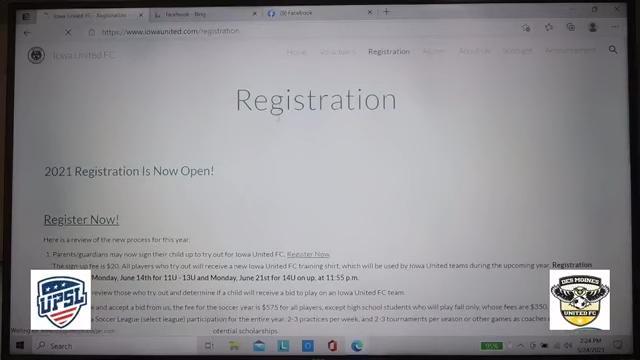 Iowa United FC - Registration
Facebook - Bing
(8) Facebook
https://www.iowaunited.com/registration
Iowa United FC
Home
Volunteers
Registration
About Us
Spotlight
Announcement
Registration
2021 Registration Is Now Open!
Register Now!
Here is a review of the new process for this year:
1. Parents/guardians may now sign their child up to try out for Iowa United FC, Register Now.
The sign up fee is $20. All players who try out will receive a new Iowa United FC training shirt, which will be used by Iowa United teams during the upcoming year. Registration
Monday, June 14th for 11U - 13U and Monday, June 21st for 14U on up, at 11:55 p.m.
review those who try out and determine if a child will receive a bid to play on an Iowa United FC team.
and accept a bid from us, the fee for the soccer year is $575 for all players, except high school students who will play fall only, whose fees are $350,
Soccer League (select league) participation for the entire year, 2-3 practices per week, and 2-3 tournaments per season or other games as coaches
potential scholarships.
UPSL
DES MOINES
UNITED FC
Search
95%
2:24 PM
5/24/2021